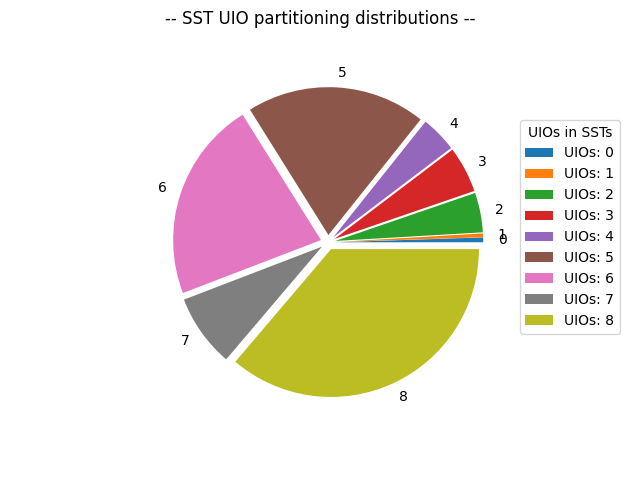 -- SST UIO partitioning distributions --
5
4
3
6
2
1
0
7
8
UIOs in SSTs
UIOs: 0
UIOs: 1
UIOs: 2
UIOs: 3
UIOs: 4
UIOs: 5
UIOs: 6
UIOs: 7
UIOs: 8